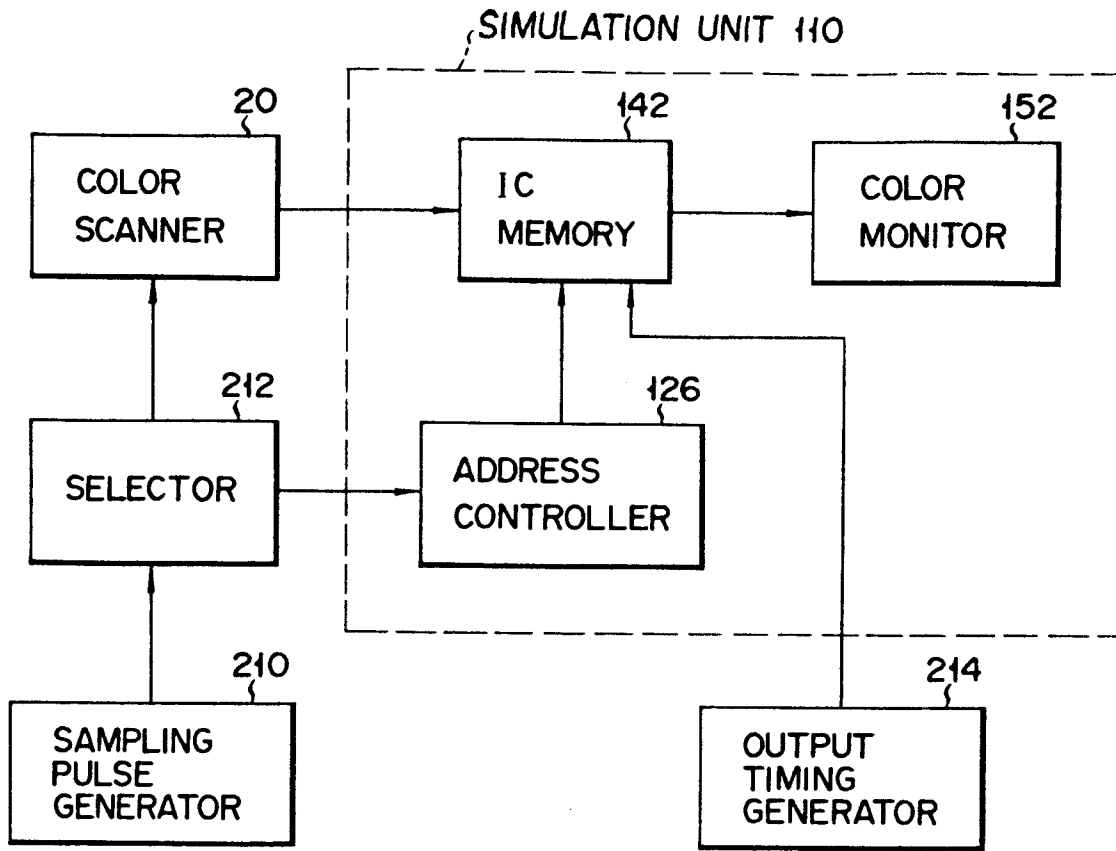 SIMULATION UNIT 110
20
142
152
COLOR
SCANNER
IC
MEMORY
COLOR
MONITOR
212
126
SELECTOR
ADDRESS
CONTROLLER
210
214
SAMPLING
PULSE
GENERATOR
OUTPUT
TIMING
GENERATOR